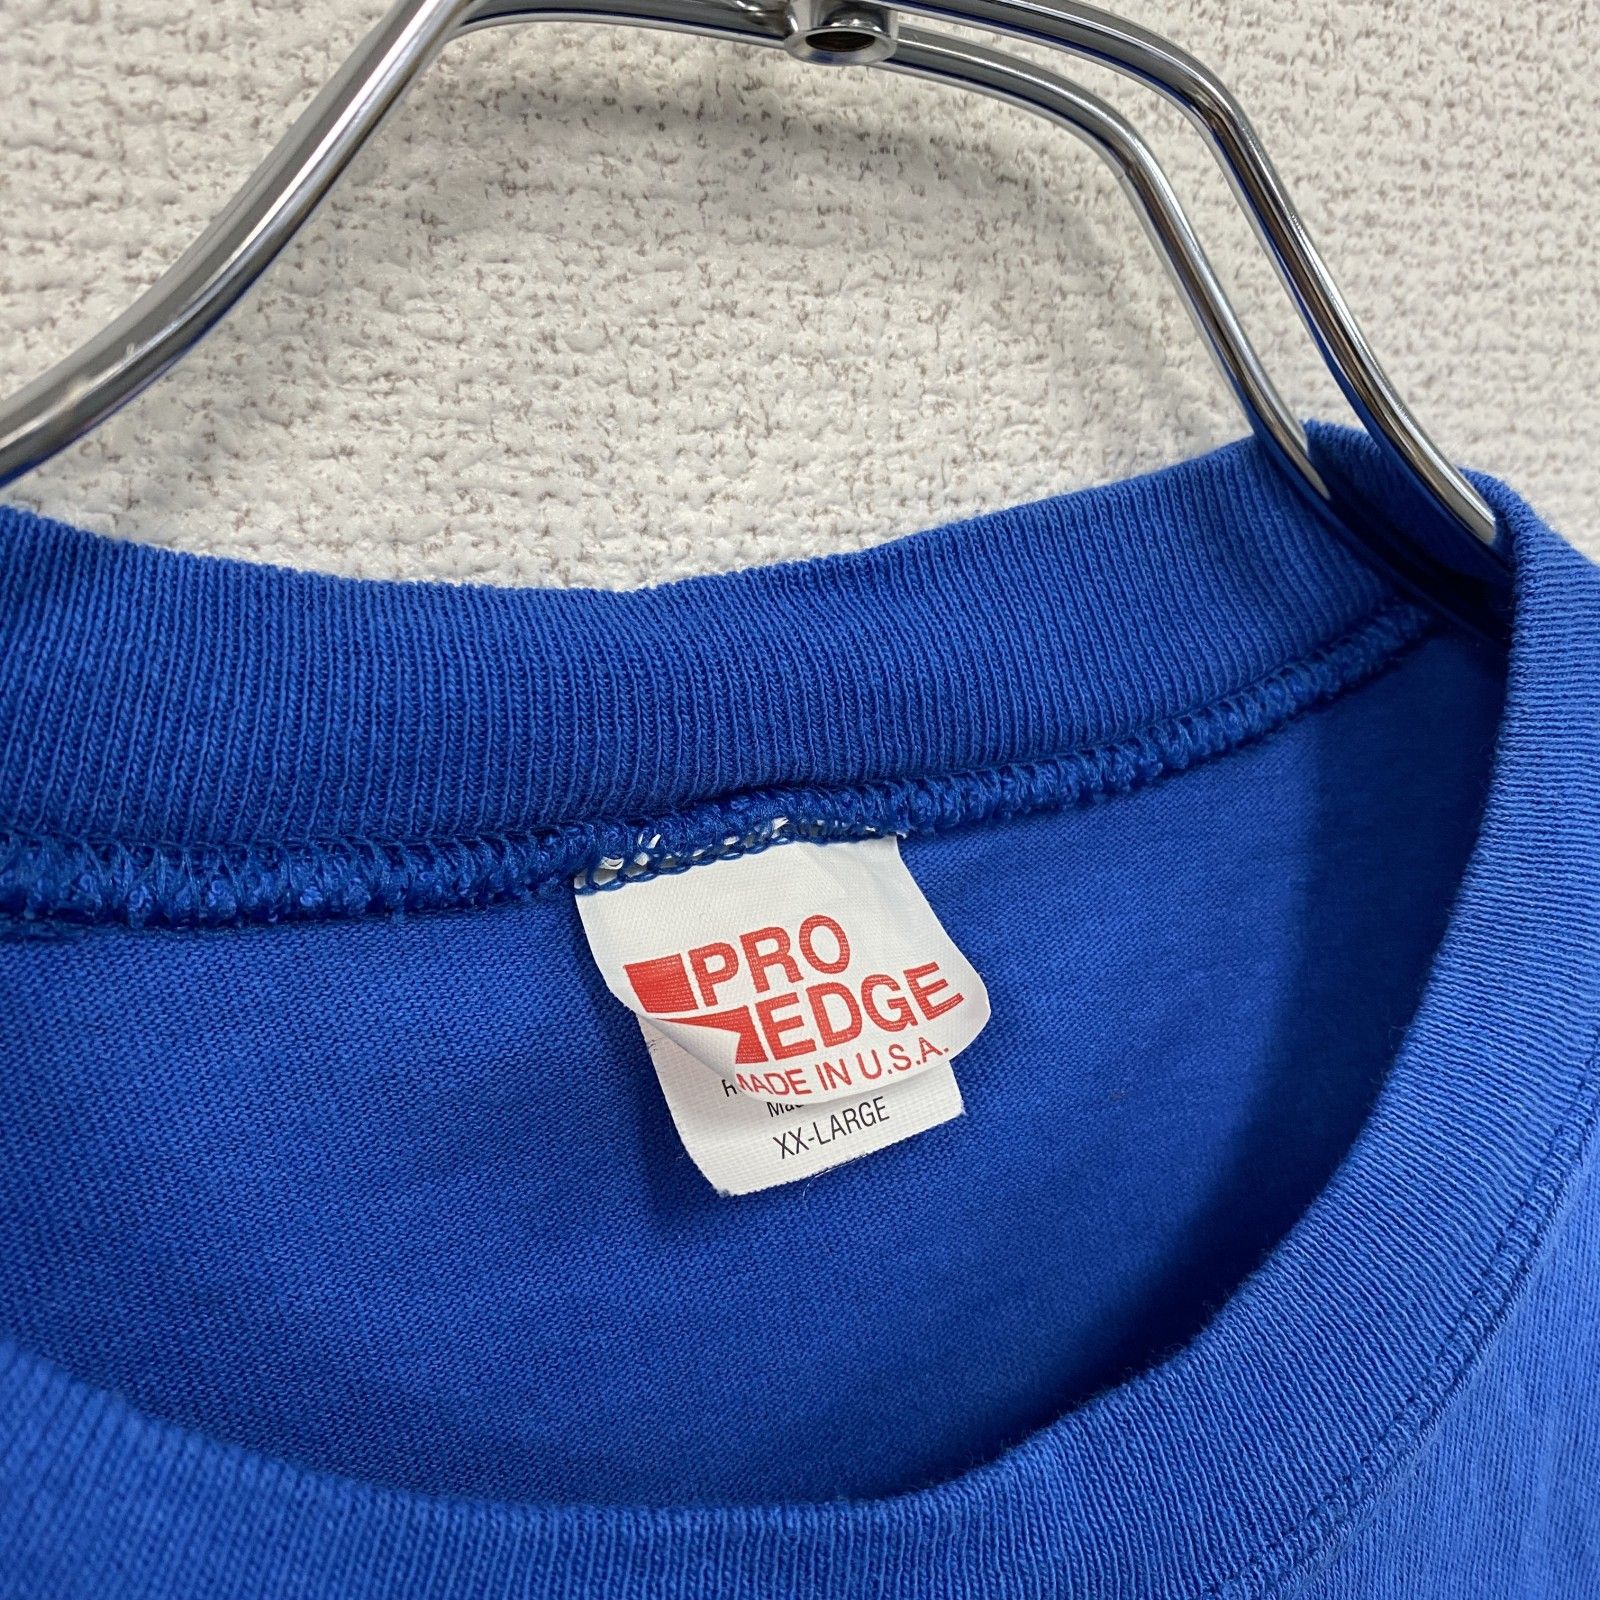 PRO
EDGE
MADE IN U.S.A.
XX-LARGE